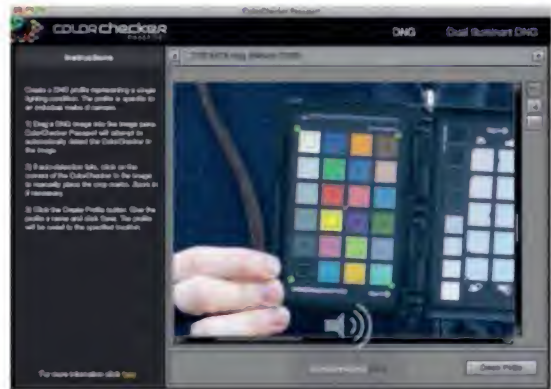 ColorChecker Passport
colorchecker
PASSPORT
DNG
Dual Illuminant DNG
Instructions
Create a DNG profile representing a single
lighting condition. The profile is specific to
an individual make of camera.
1) Drag a DNG image into the image pane.
ColorChecker Passport will attempt to
automatically detect the ColorChecker in
the image.
2) If auto-detection fails, click on the
corners of the ColorChecker in the image
to manually place the crop marks. Zoom in
if necessary.
3) Click the Create Profile button. Give the
profile a name and click Save. The profile
will be saved to the specified location.
For more information click here
Create Profile